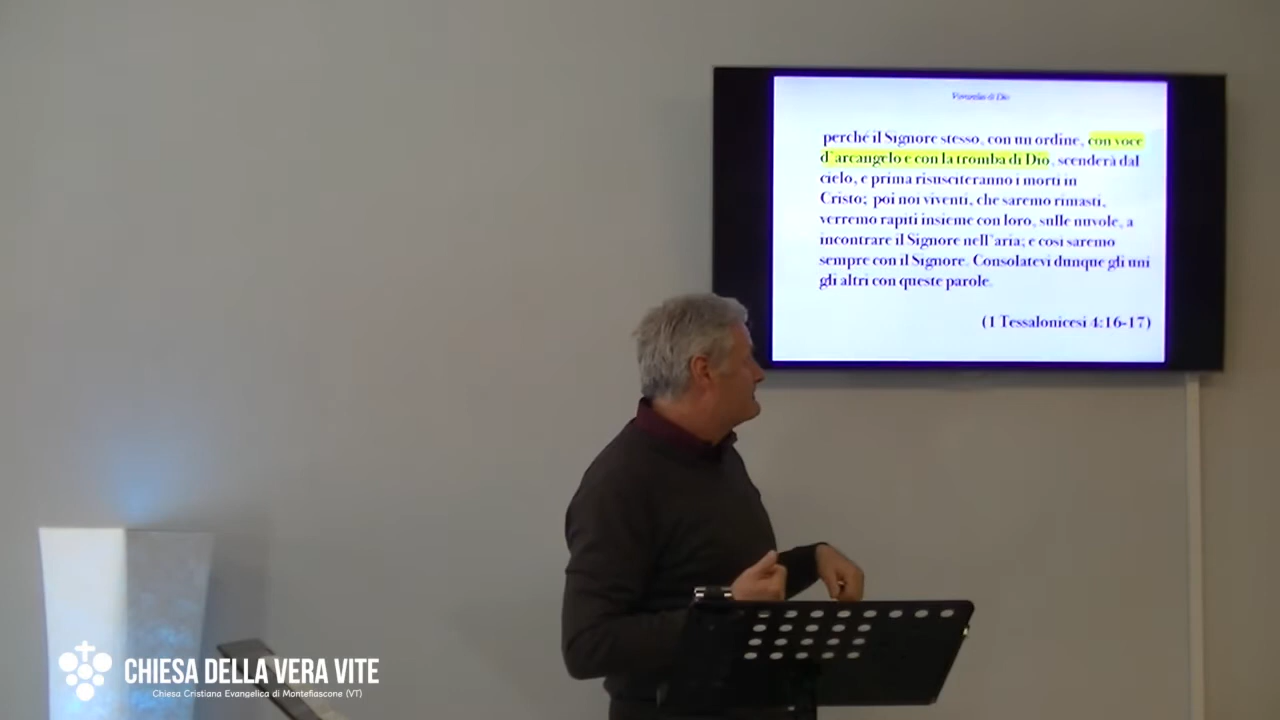 perché il Signore stesso, con un ordine, con voce
d'arcangelo e con la tromba di Dio, scenderà dal
cielo, e prima risusciteranno i morti in
Cristo; poi noi viventi, che saremo rimasti,
verremo rapiti insieme con loro, sulle nuvole, a
incontrare il Signore nell'aria; e così saremo
sempre con il Signore. Consolatevi dunque gli uni
gli altri con queste parole.
(1 Tessalonicesi 4:16-17)
CHIESA DELLA VERA VITE
Chiesa Cristiana Evangelica di Montefiascone (VT)